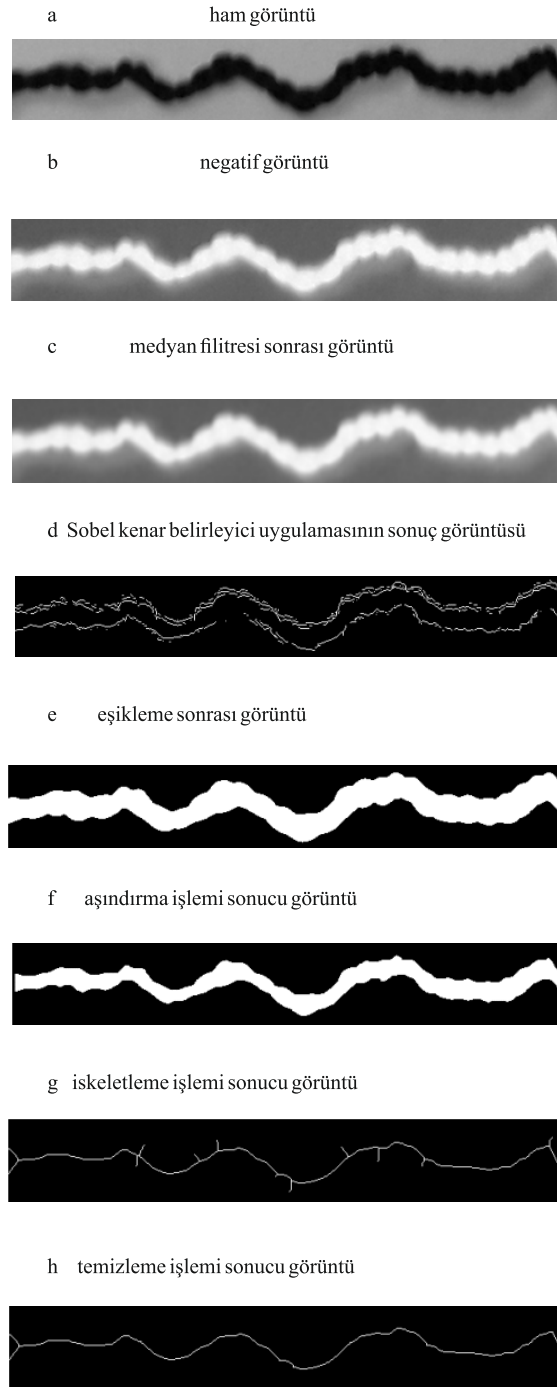 a ham görüntü
b negatif görüntü
c medyan filitresi sonrası görüntü
d Sobel kenar belirleyici uygulamasının sonuç görüntüsü
e eşikleme sonrası görüntü
f aşındırma işlemi sonucu görüntü
g iskeletleme işlemi sonucu görüntü
h temizleme işlemi sonucu görüntü